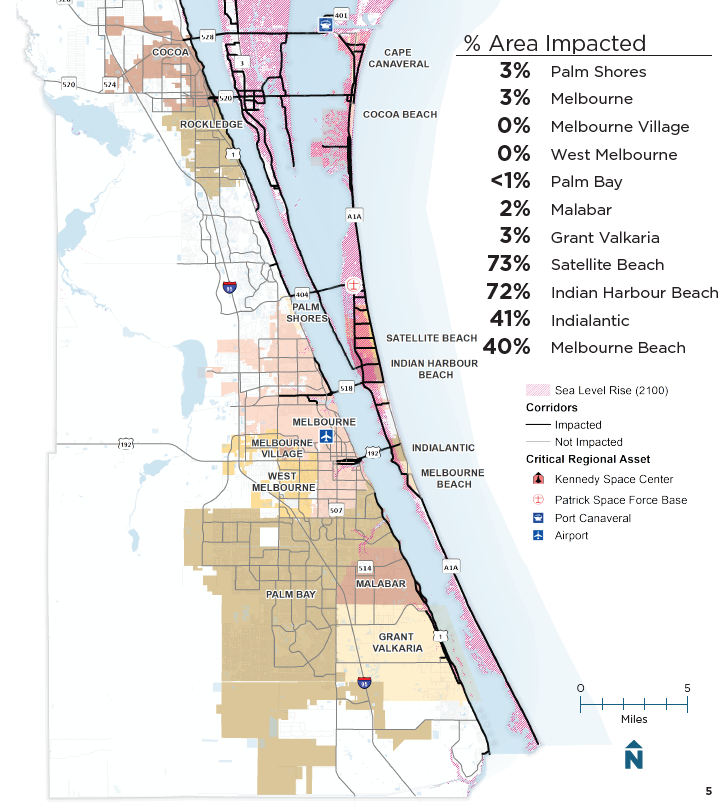 401
528
COCOA
3
CAPE
CANAVERAL
520
524
520
COCOA BEACH
ROCKLEDGE
1
A1A
95
404
PALM
SHORES
SATELLITE BEACH
INDIAN HARBOUR
BEACH
518
MELBOURNE
192
MELBOURNE
VILLAGE
192
INDIALANTIC
WEST
MELBOURNE
MELBOURNE
BEACH
507
514
A1A
MALABAR
PALM BAY
GRANT
VALKARIA
1
95
% Area Impacted
3% Palm Shores
3% Melbourne
0% Melbourne Village
0% West Melbourne
<1% Palm Bay
2% Malabar
3% Grant Valkaria
73% Satellite Beach
72% Indian Harbour Beach
41% Indialantic
40% Melbourne Beach
Sea Level Rise (2100)
Corridors
Impacted
Not Impacted
Critical Regional Asset
Kennedy Space Center
Patrick Space Force Base
Port Canaveral
Airport
0 5
Miles
N
5